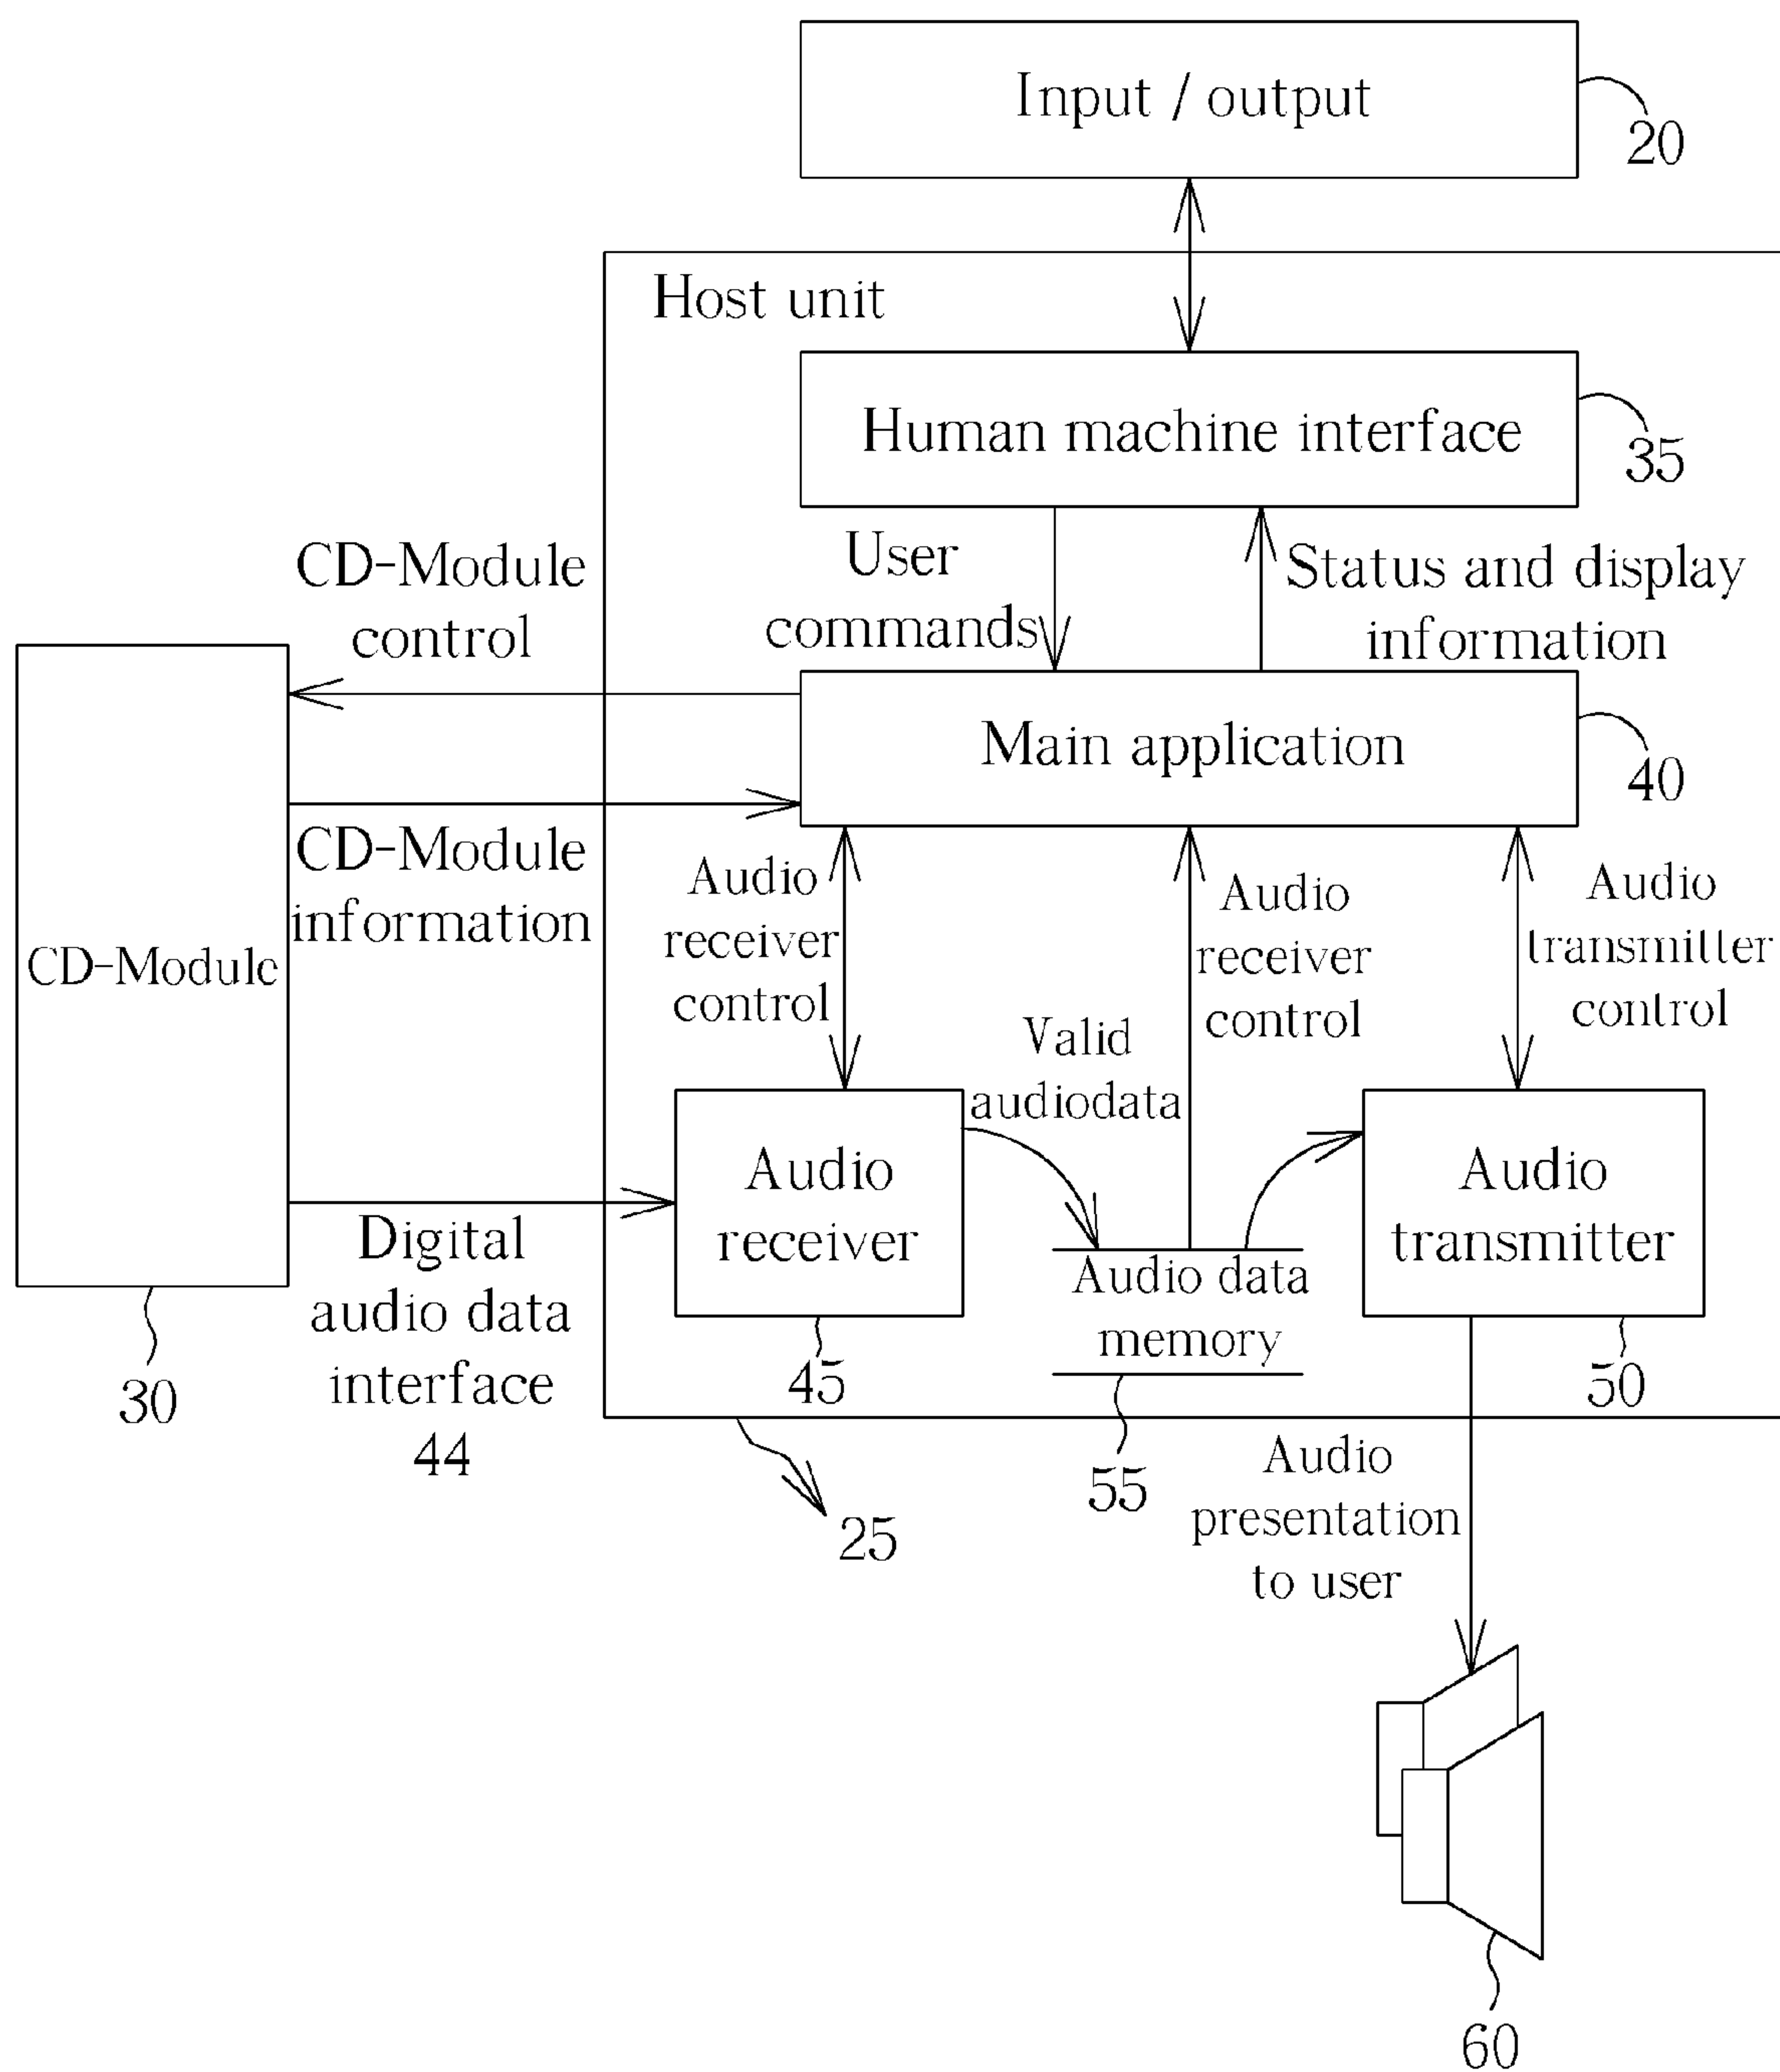 Input / output
20
Host unit
Human machine interface
35
User
commands
Status and display
information
CD-Module
control
Main application
40
CD-Module
information
CD-Module
Audio
receiver
control
Audio
receiver
control
Audio
transmitter
control
Valid
audiodata
Audio
receiver
Audio
transmitter
Digital
audio data
interface
44
Audio data
memory
30
45
50
55
25
Audio
presentation
to user
60